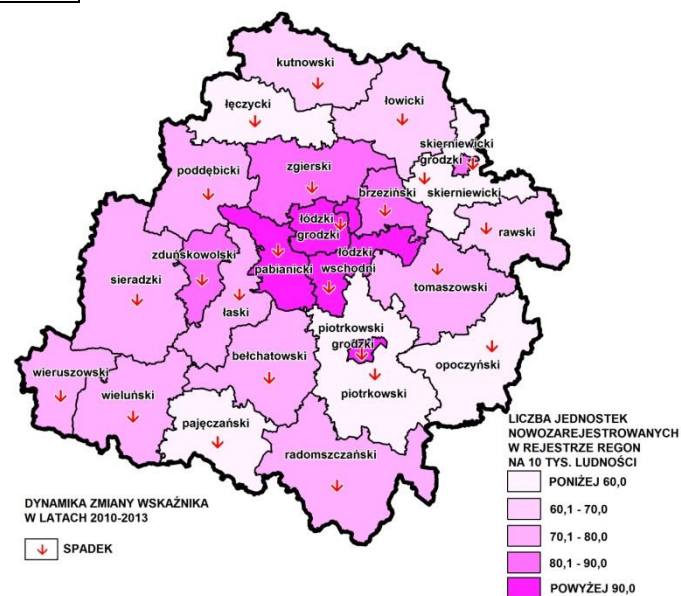 kutnowski
łęczycki
łowicki
skierniewicki
grodzki
skierniewicki
poddębicki
zgierski
brzeziński
rawski
łódzki
grodzki
łódzki
wschodni
pabianicki
zduńskowolski
sieradzki
łaski
tomaszowski
piotrkowski
grodzki
piotrkowski
opoczyński
bełchatowski
wieruszowski
wieluński
pajęczański
radomszczański
DYNAMIKA ZMIANY WSKAŹNIKA
W LATACH 2010-2013
SPADEK
LICZBA JEDNOSTEK
NOWOZAREJESTROWANYCH
W REJESTRZE REGON
NA 10 TYS. LUDNOŚCI
PONIŻEJ 60,0
60,1 - 70,0
70,1 - 80,0
80,1 - 90,0
POWYŻEJ 90,0